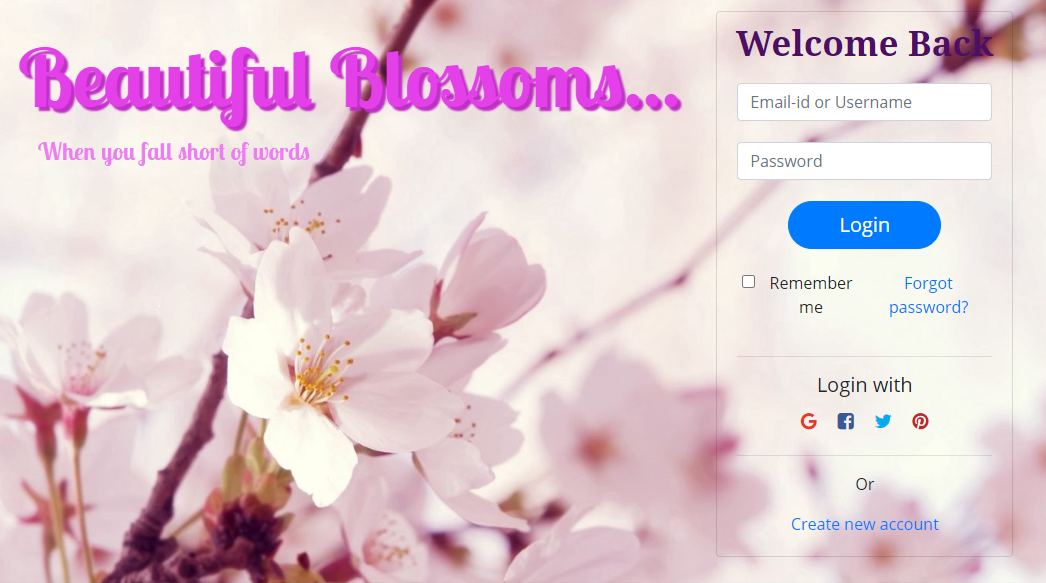 Beautiful Blossoms...
When you fall short of words
Welcome Back
Email-id or Username
Password
Login
Remember me
Forgot password?
Login with
Or
Create new account